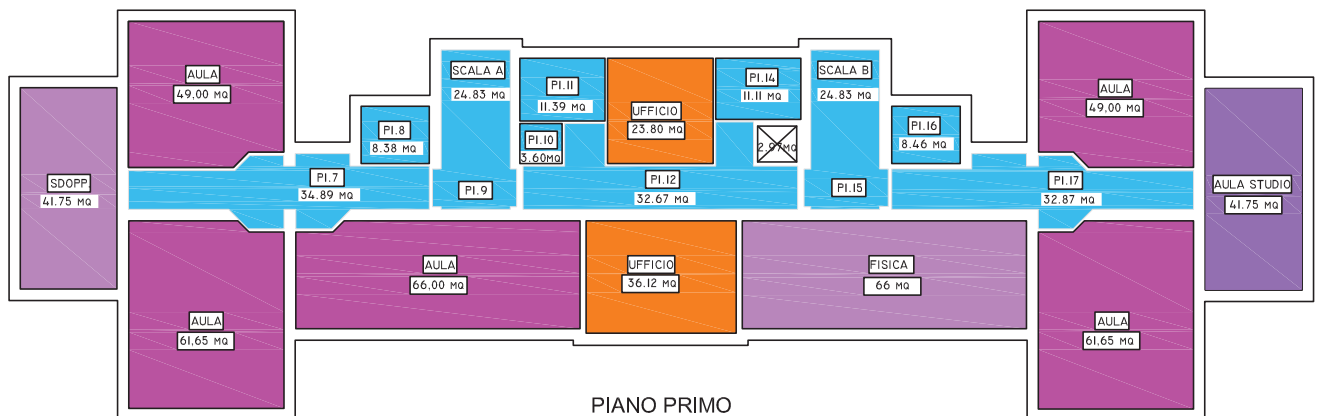 AULA
49,00 MQ
SDOPP.
41.75 MQ
AULA
61,65 MQ
PI.7
34.89 MQ
PI.8
8.38 MQ
SCALA A
24.83 MQ
PI.9
PI.11
11.39 MQ
PI.10
3.60MQ
UFFICIO
23.80 MQ
PI.12
32.67 MQ
PI.14
11.11 MQ
2.97MQ
SCALA B
24.83 MQ
PI.15
PI.16
8.46 MQ
PI.17
32.87 MQ
AULA
49,00 MQ
AULA STUDIO
41.75 MQ
AULA
66,00 MQ
UFFICIO
36.12 MQ
FISICA
66 MQ
AULA
61,65 MQ
PIANO PRIMO